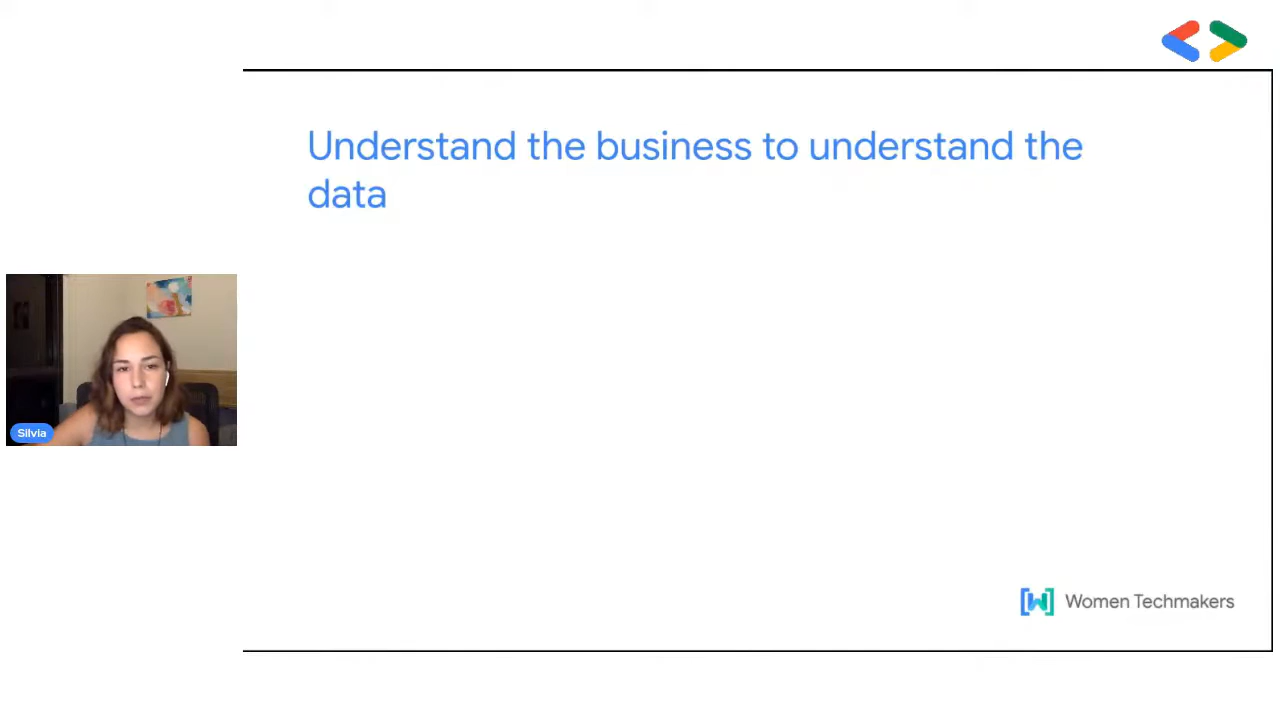 Understand the business to understand the
data
Silvia
Women Techmakers